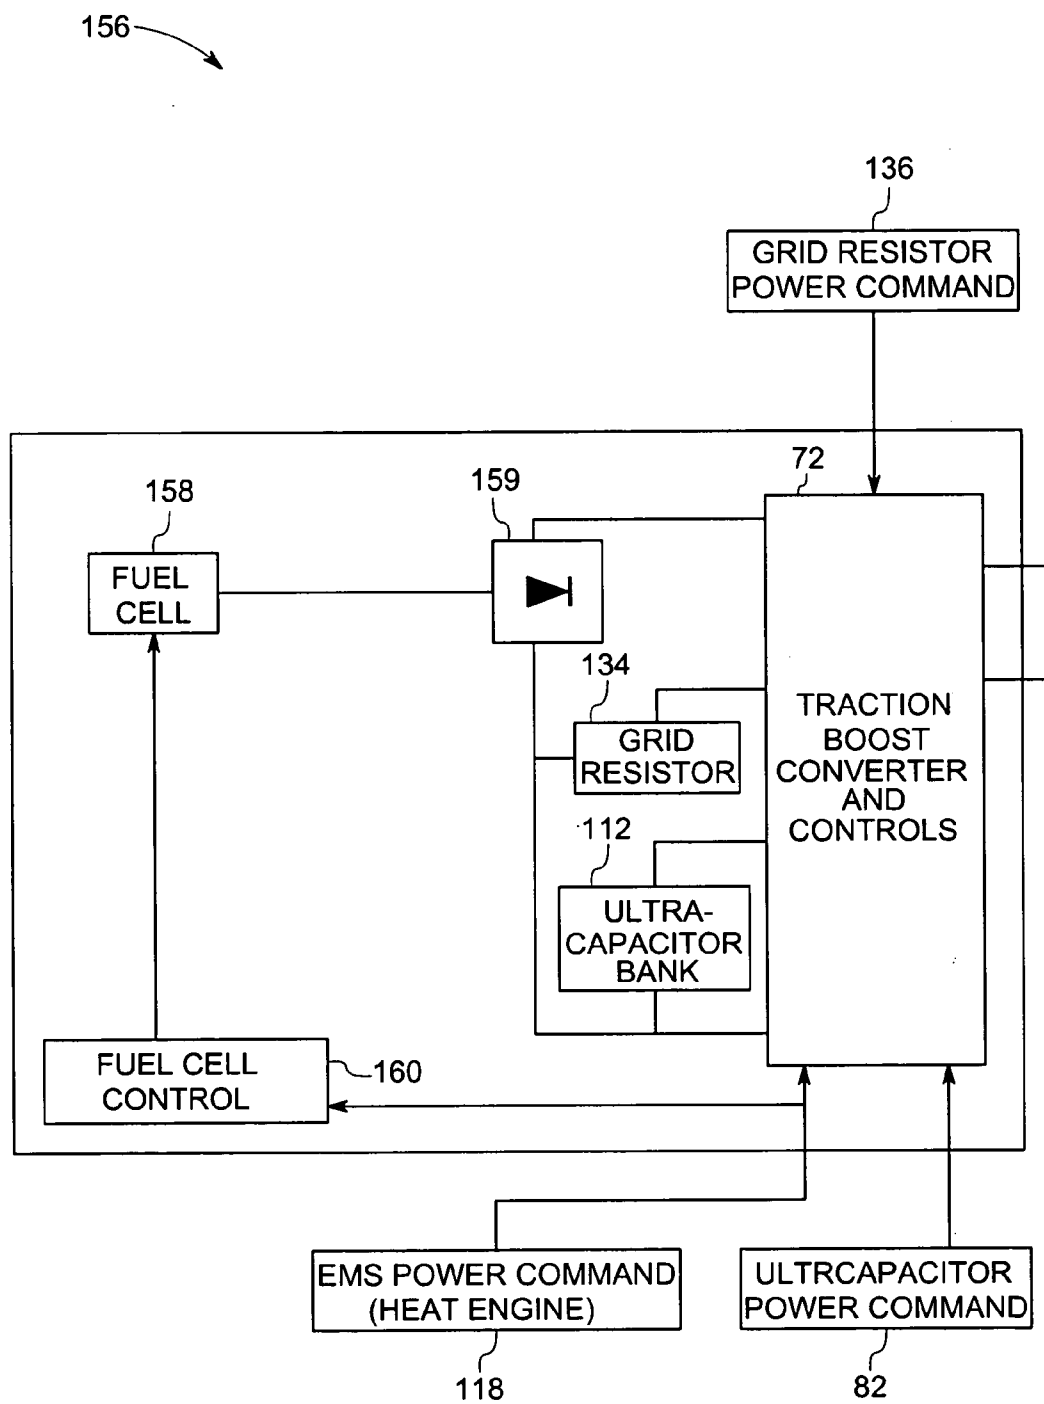 156
136
GRID RESISTOR
POWER COMMAND
72
158
159
FUEL
CELL
134
GRID
RESISTOR
TRACTION
BOOST
CONVERTER
AND
CONTROLS
112
ULTRA-
CAPACITOR
BANK
FUEL CELL
CONTROL
160
EMS POWER COMMAND
(HEAT ENGINE)
ULTRCAPACITOR
POWER COMMAND
118
82